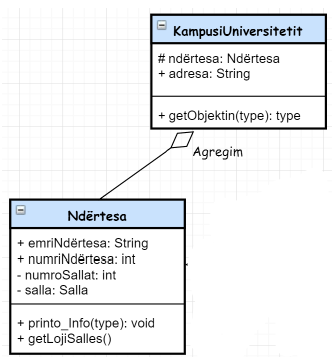 KampusiUniversitetit
# ndërtesa: Ndërtesa
+ adresa: String
+ getObjektin(type): type
Agregim
Ndërtesa
+ emriNdërtesa: String
+ numriNdërtesa: int
- numroSallat: int
- salla: Salla
+ printo_Info(type): void
+ getLojiSalles()